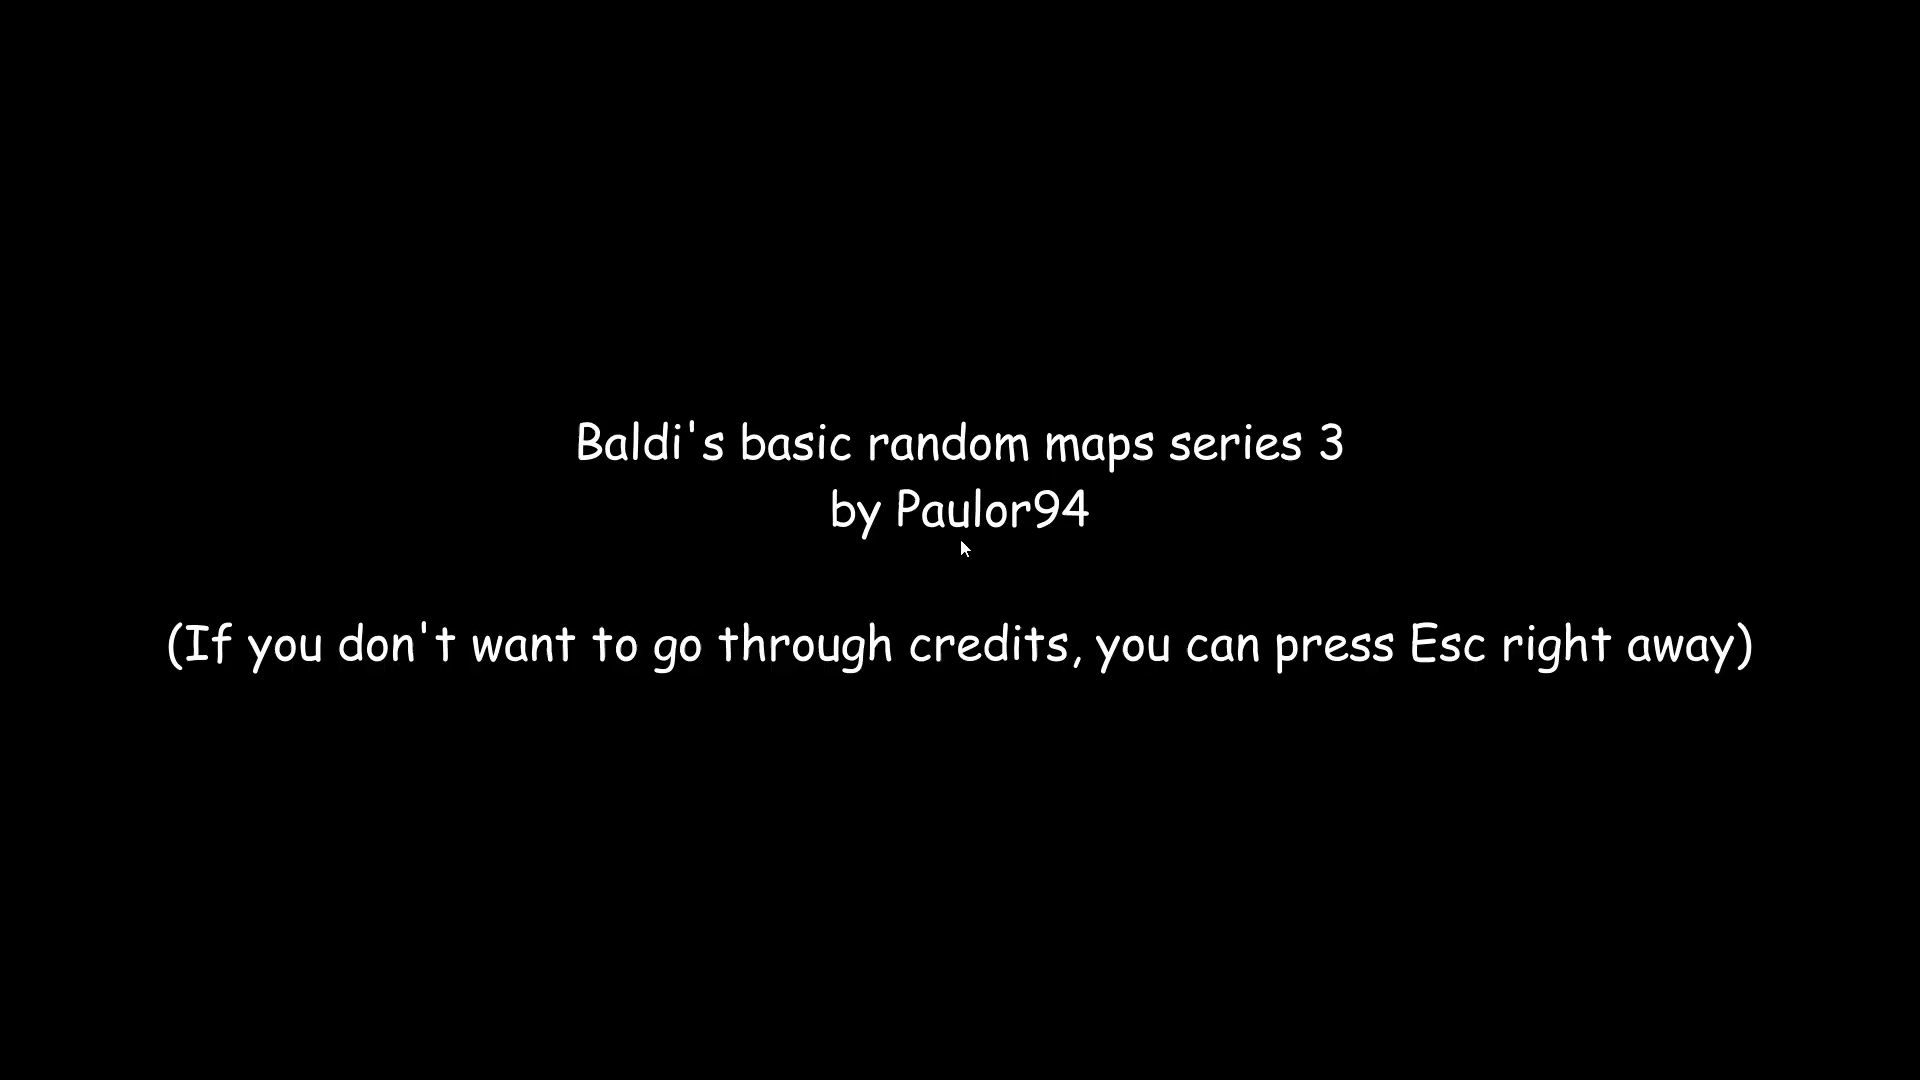 Baldi's basic random maps series 3
by Paulor94
(If you don't want to go through credits, you can press Esc right away)